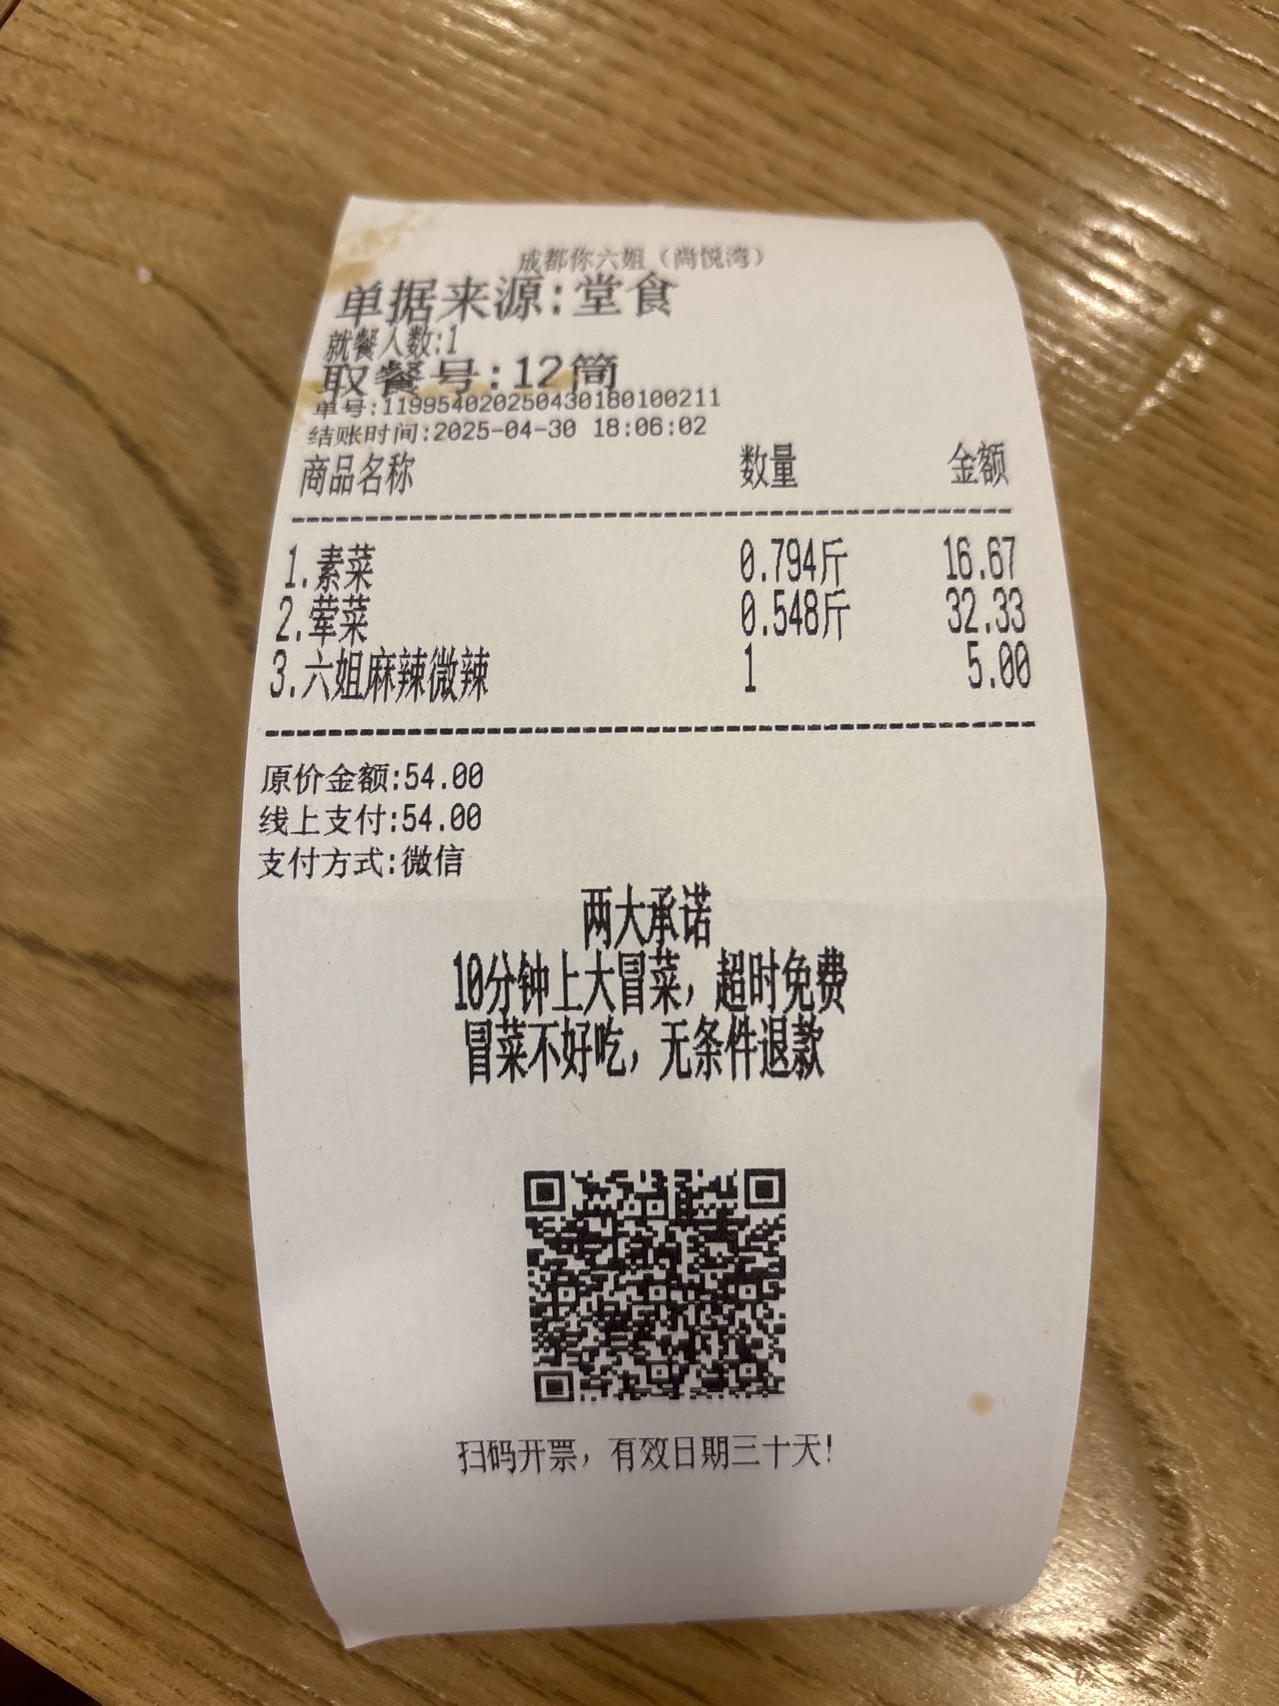 成都你六姐（尚悦湾）
单据来源:堂食
就餐人数:1
取餐号:12筒
单号:119954020250430180100211
结账时间:2025-04-30 18:06:02
商品名称 数量 金额
1.素菜 0.794斤 16.67
2.荤菜 0.548斤 32.33
3.六姐麻辣微辣 1 5.00
原价金额:54.00
线上支付:54.00
支付方式:微信
两大承诺
10分钟上大冒菜，超时免费
冒菜不好吃，无条件退款
扫码开票，有效日期三十天!